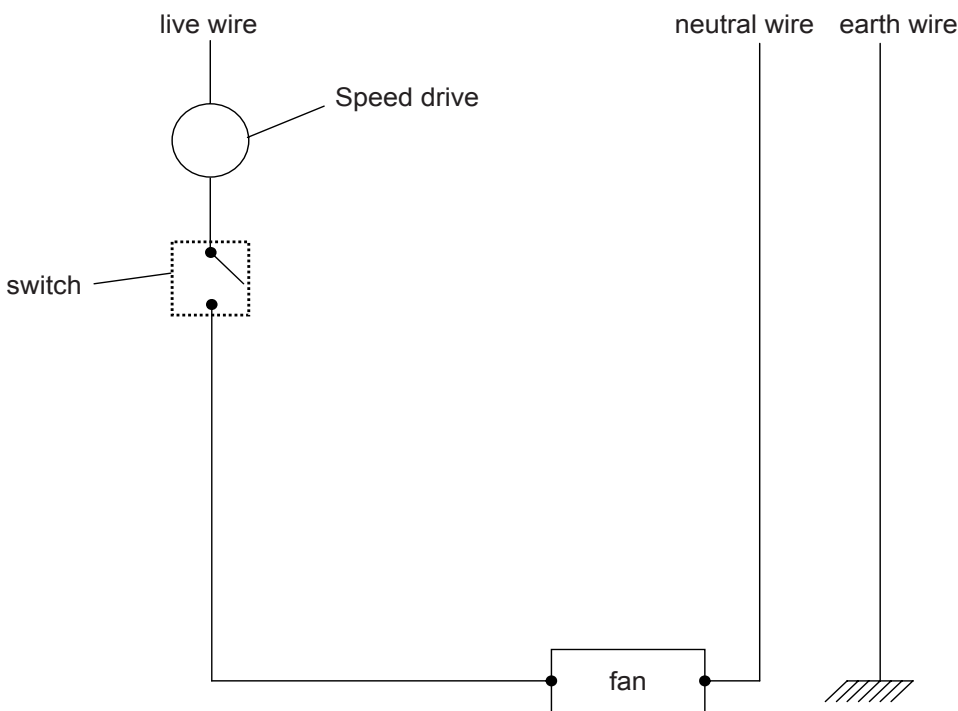 live wire
neutral wire
earth wire
Speed drive
switch
fan